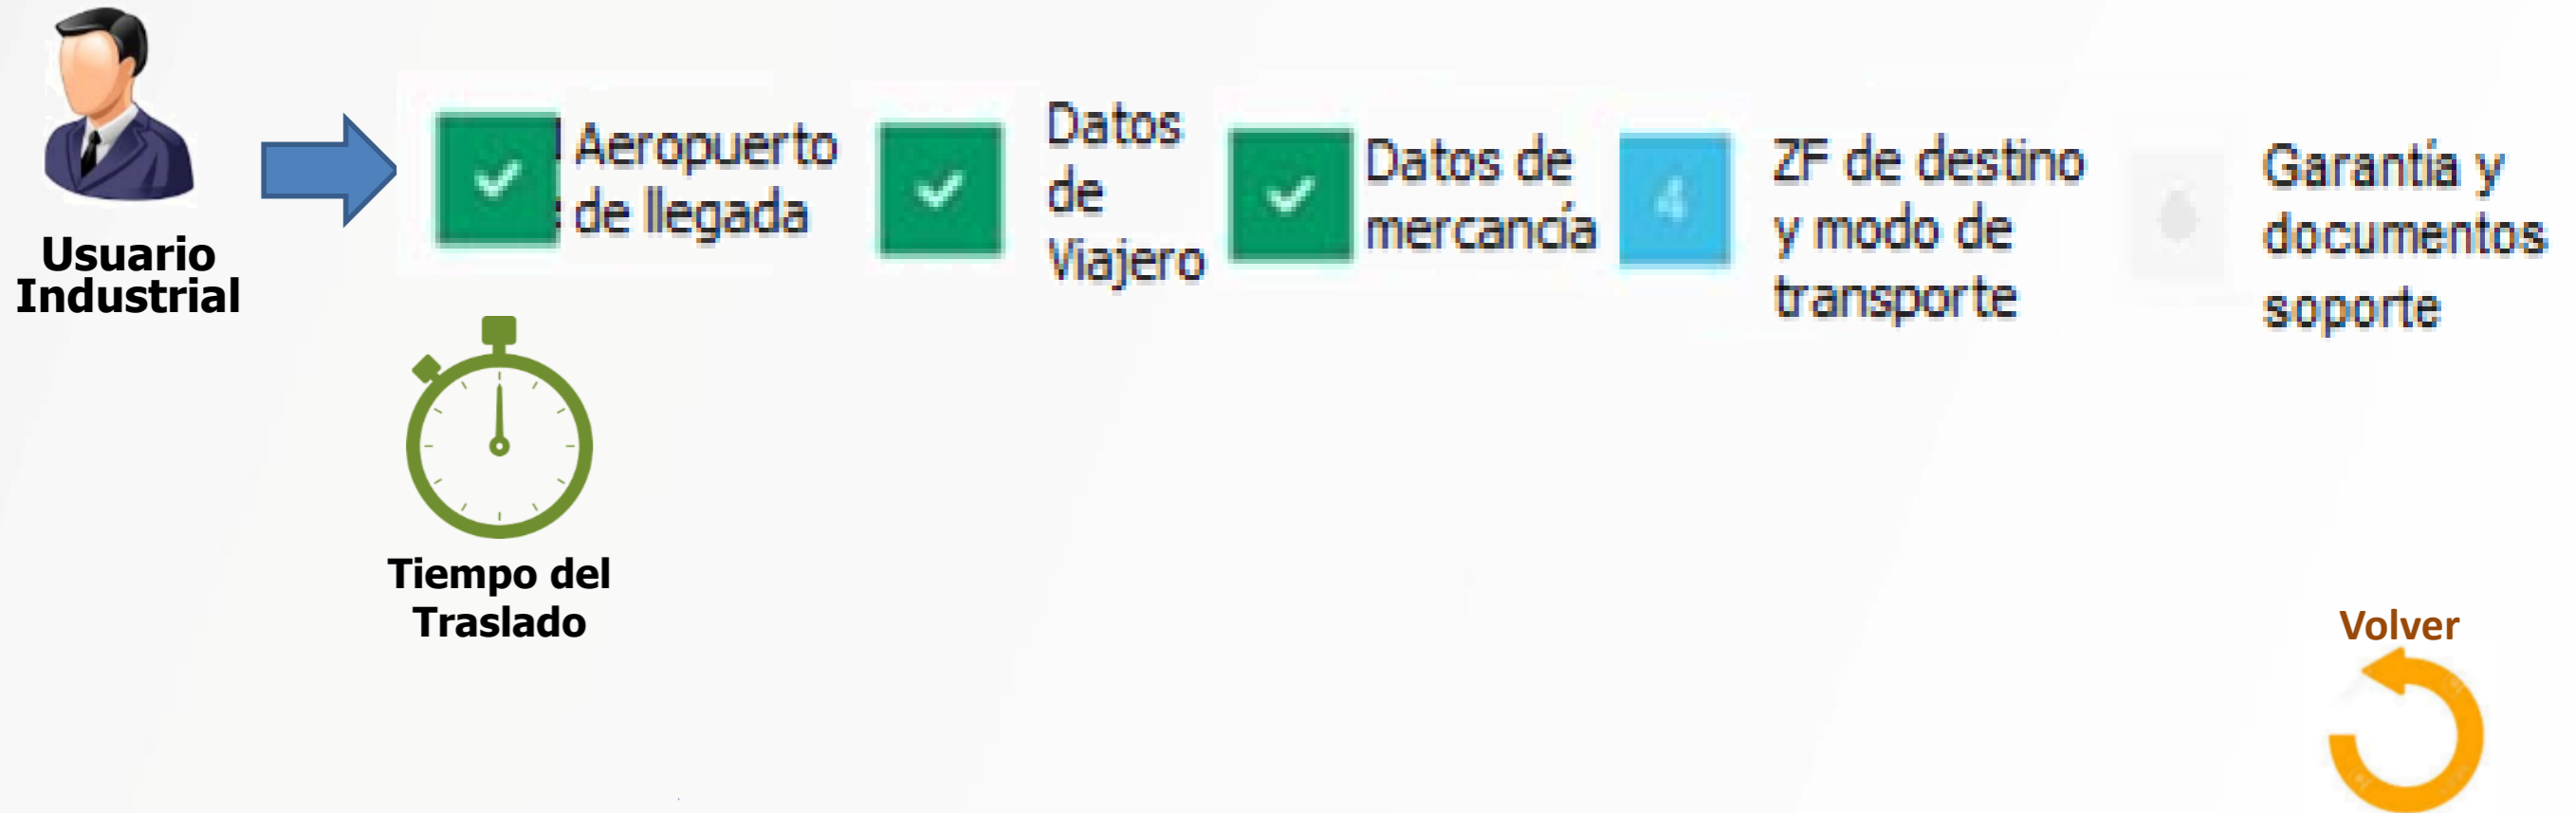 Usuario
Industrial
Aeropuerto
de llegada
Datos
de
Viajero
Datos de
mercancía
4
ZF de destino
y modo de
transporte
Garantía y
documentos
soporte
Tiempo del
Traslado
Volver